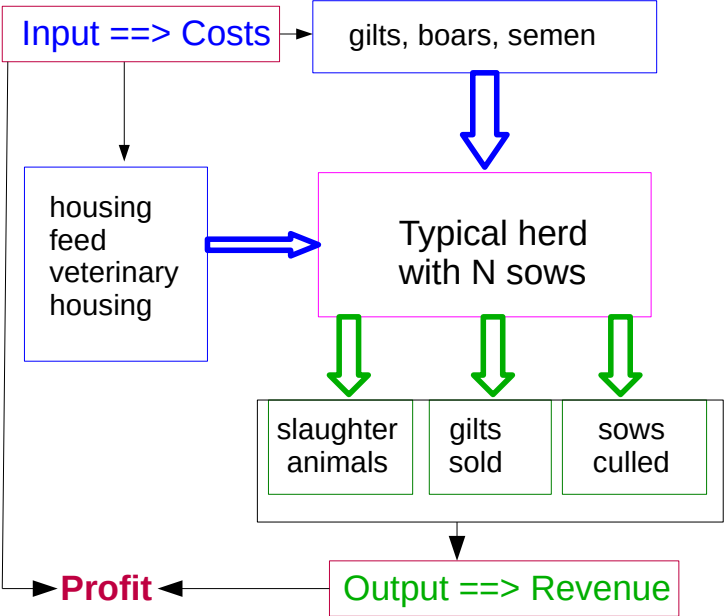 Input ==> Costs
gilts, boars, semen
housing
feed
veterinary
housing
Typical herd
with N sows
slaughter
animals
gilts
sold
sows
culled
Profit
Output ==> Revenue